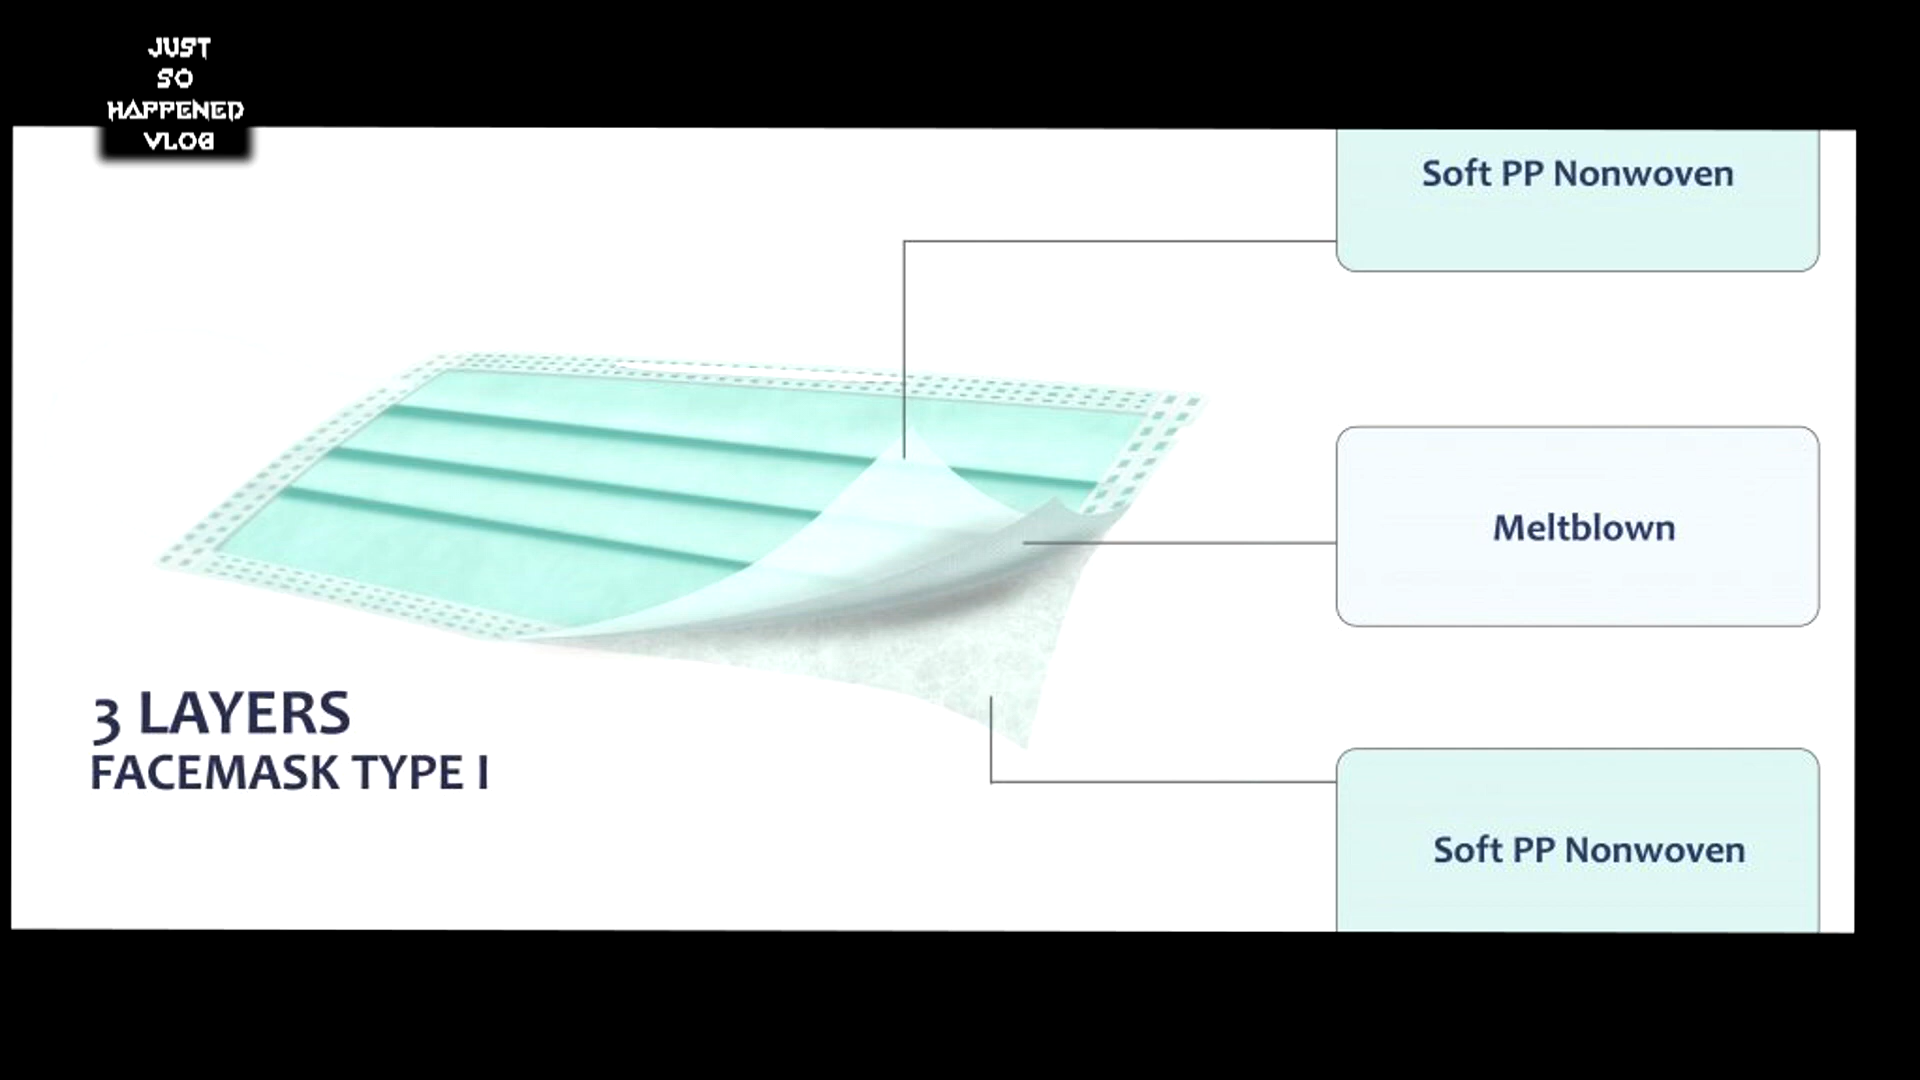 JUST
SO
HAPPENED
VLOG
Soft PP Nonwoven
Meltblown
3 LAYERS
FACEMASK TYPE I
Soft PP Nonwoven